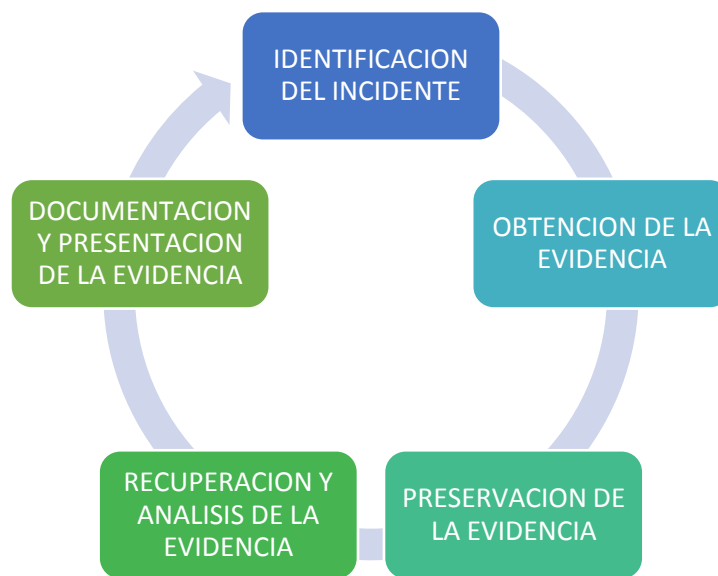 IDENTIFICACION
DEL INCIDENTE
OBTENCION DE LA
EVIDENCIA
PRESERVACION DE
LA EVIDENCIA
RECUPERACION Y
ANALISIS DE LA
EVIDENCIA
DOCUMENTACION
Y PRESENTACION
DE LA EVIDENCIA